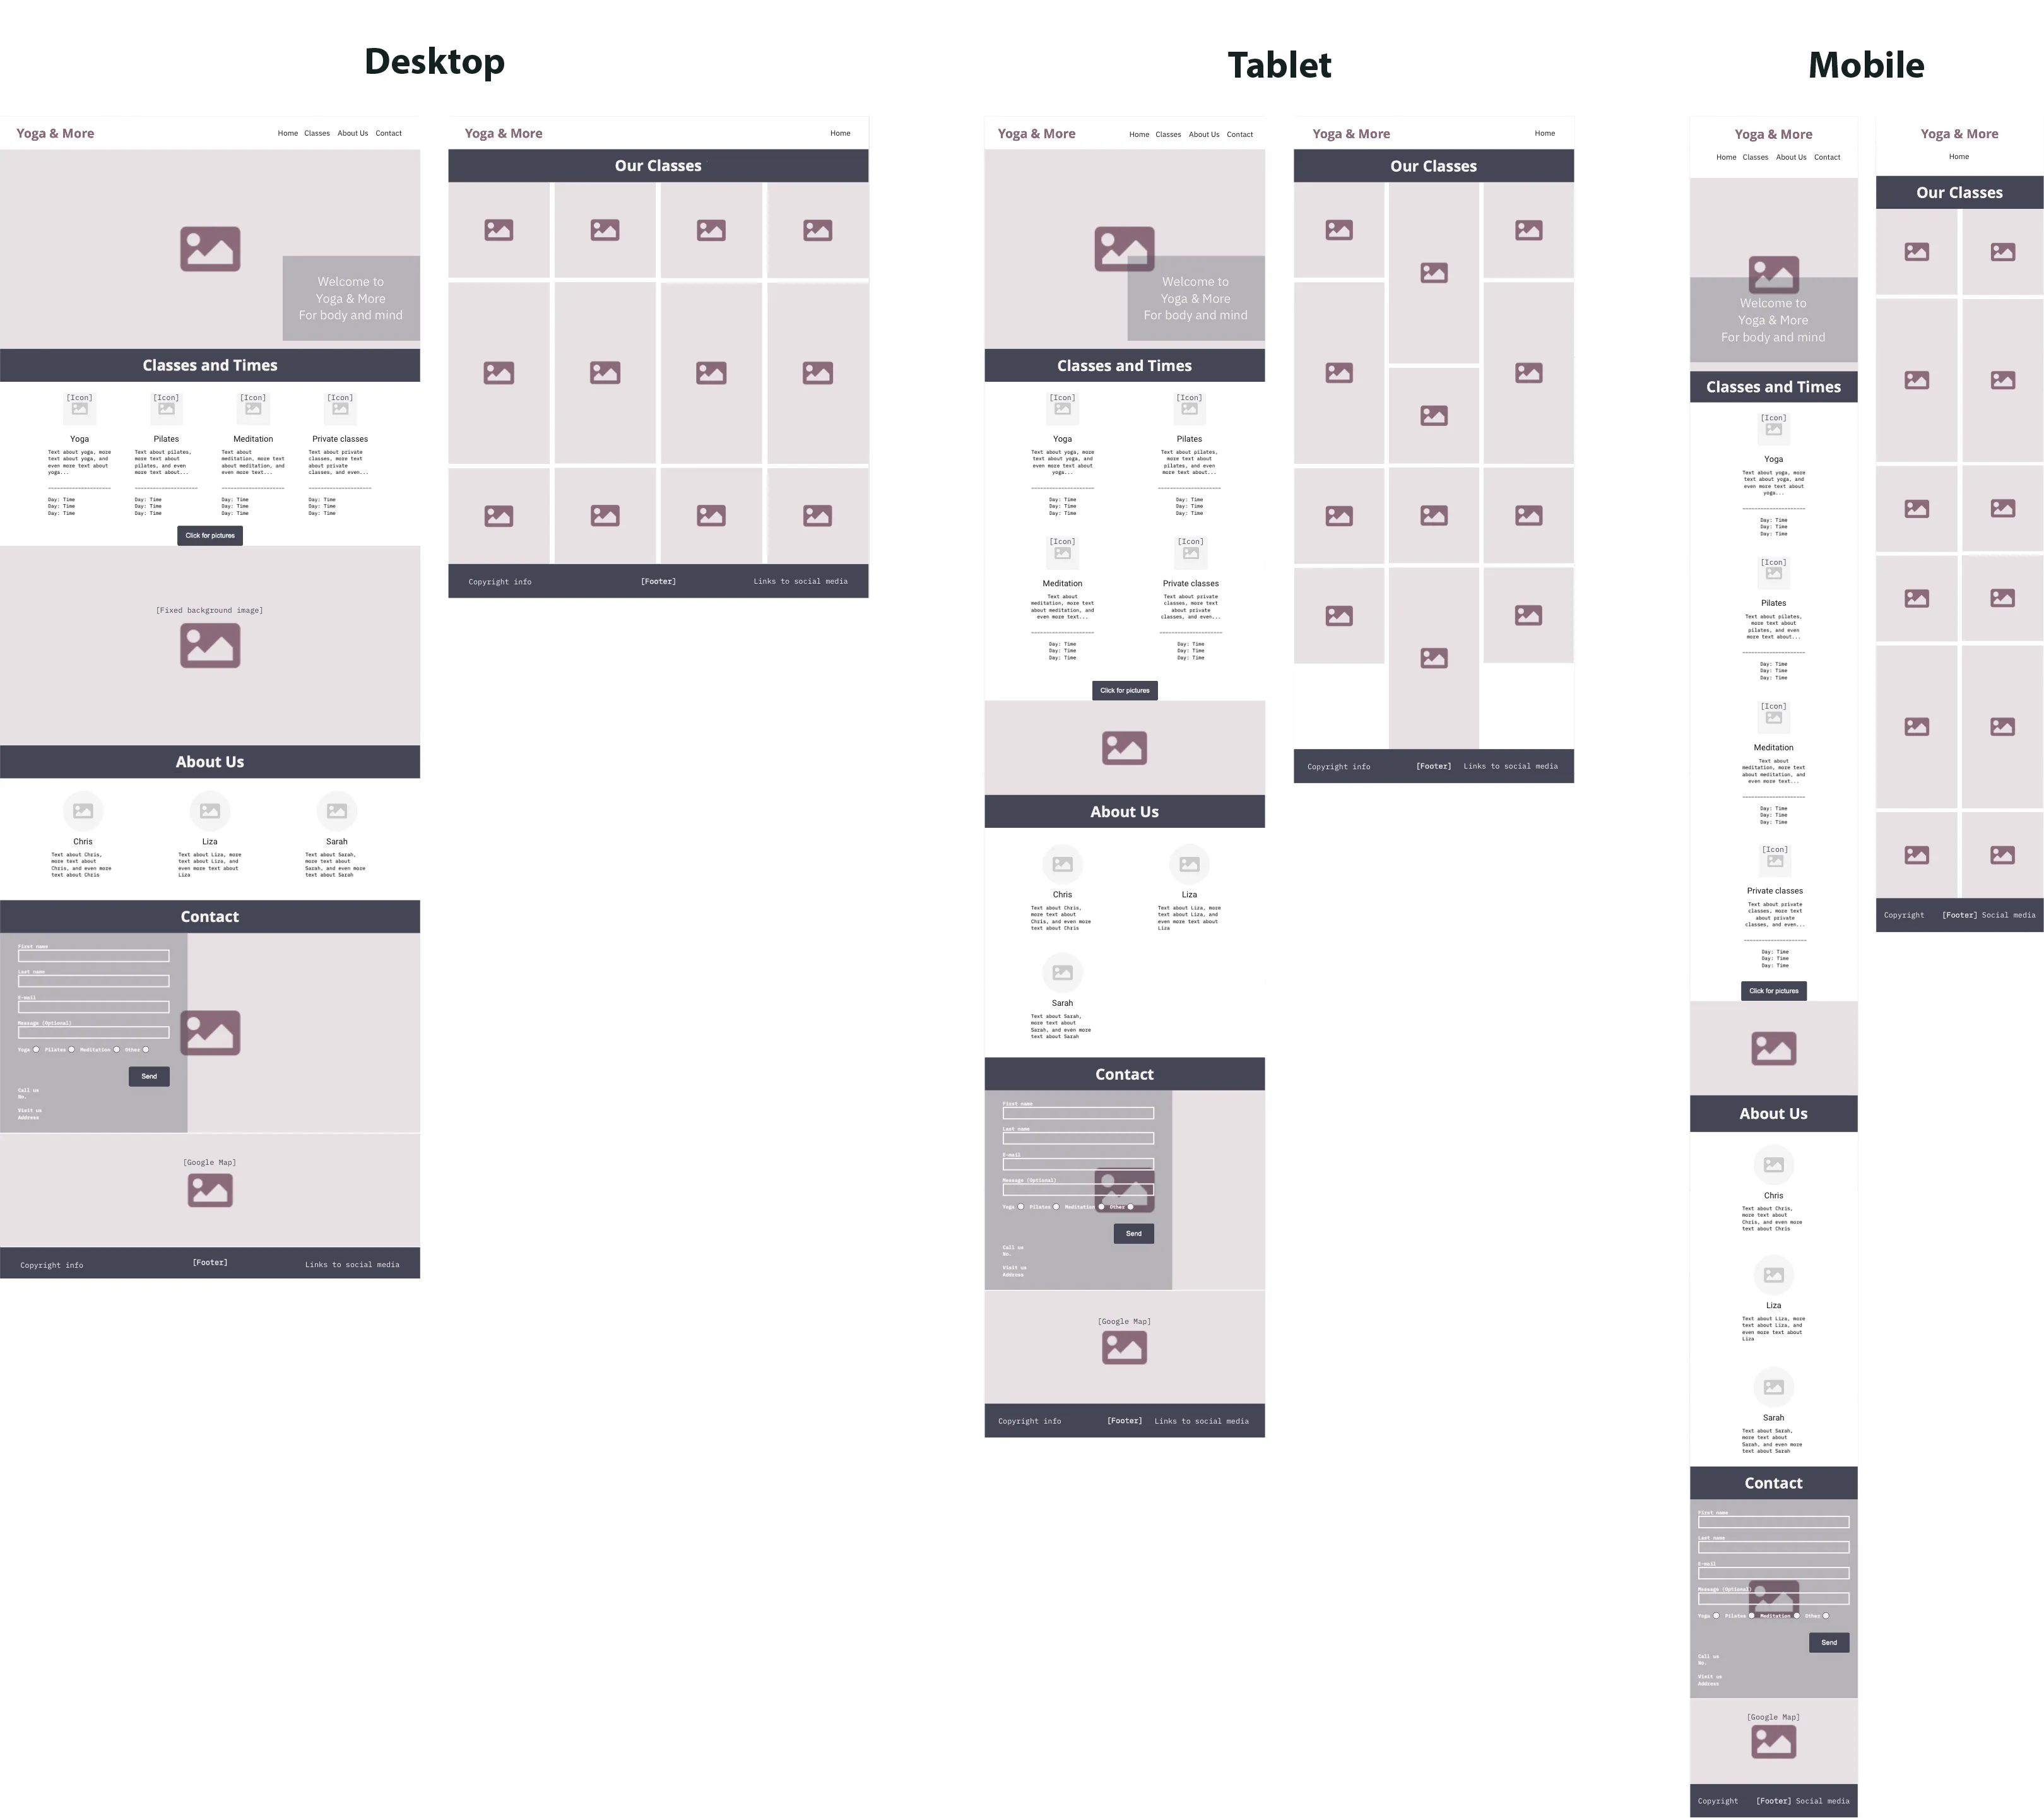 Desktop
Yoga & More
Home Classes About Us Contact
Welcome to
Yoga & More
For body and mind
Classes and Times
[Icon] [Icon] [Icon] [Icon]
Yoga Pilates Meditation Private classes
Text about yoga, more
text about yoga, and
even more text about
yoga...
Text about pilates,
more text about
pilates, and even
more text about...
Text about
meditation, more text
about meditation, and
even more text...
Text about private
classes, more text
about private
classes, and even...
Day: Time
Day: Time
Day: Time
Day: Time
Day: Time
Day: Time
Day: Time
Day: Time
Day: Time
Day: Time
Day: Time
Day: Time
Click for pictures
[Fixed background image]
About Us
Chris Liza Sarah
Text about Chris,
more text about
Chris, and even more
text about Chris
Text about Liza, more
text about Liza, and
even more text about
Liza
Text about Sarah,
more text about
Sarah, and even more
text about Sarah
Contact
First name
Last name
E-mail
Message (Optional)
Yoga Pilates Meditation Other
Send
Call us
No.
Visit us
Address
[Google Map]
Copyright info [Footer] Links to social media
Yoga & More
Home
Our Classes
Copyright info [Footer] Links to social media
Tablet
Yoga & More
Home Classes About Us Contact
Welcome to
Yoga & More
For body and mind
Classes and Times
[Icon] [Icon]
Yoga Pilates
Text about yoga, more
text about yoga, and
even more text about
yoga...
Text about pilates,
more text about
pilates, and even
more text about...
Day: Time
Day: Time
Day: Time
Day: Time
Day: Time
Day: Time
[Icon] [Icon]
Meditation Private classes
Text about
meditation, more text
about meditation, and
even more text...
Text about private
classes, more text
about private
classes, and even...
Day: Time
Day: Time
Day: Time
Day: Time
Day: Time
Day: Time
Click for pictures
About Us
Chris Liza
Text about Chris,
more text about
Chris, and even more
text about Chris
Text about Liza, more
text about Liza, and
even more text about
Liza
Sarah
Text about Sarah,
more text about
Sarah, and even more
text about Sarah
Contact
First name
Last name
E-mail
Message (Optional)
Yoga Pilates Meditation Other
Send
Call us
No.
Visit us
Address
[Google Map]
Copyright info [Footer] Links to social media
Yoga & More
Home
Our Classes
Copyright info [Footer] Links to social media
Mobile
Yoga & More
Home Classes About Us Contact
Welcome to
Yoga & More
For body and mind
Classes and Times
[Icon]
Yoga
Text about yoga, more
text about yoga, and
even more text about
yoga...
Day: Time
Day: Time
Day: Time
[Icon]
Pilates
Text about pilates,
more text about
pilates, and even
more text about...
Day: Time
Day: Time
Day: Time
[Icon]
Meditation
Text about
meditation, more text
about meditation, and
even more text...
Day: Time
Day: Time
Day: Time
[Icon]
Private classes
Text about private
classes, more text
about private
classes, and even...
Day: Time
Day: Time
Day: Time
Click for pictures
About Us
Chris
Text about Chris,
more text about
Chris, and even more
text about Chris
Liza
Text about Liza, more
text about Liza, and
even more text about
Liza
Sarah
Text about Sarah,
more text about
Sarah, and even more
text about Sarah
Contact
First name
Last name
E-mail
Message (Optional)
Yoga Pilates Meditation Other
Send
Call us
No.
Visit us
Address
[Google Map]
Copyright [Footer] Social media
Yoga & More
Home
Our Classes
Copyright [Footer] Social media